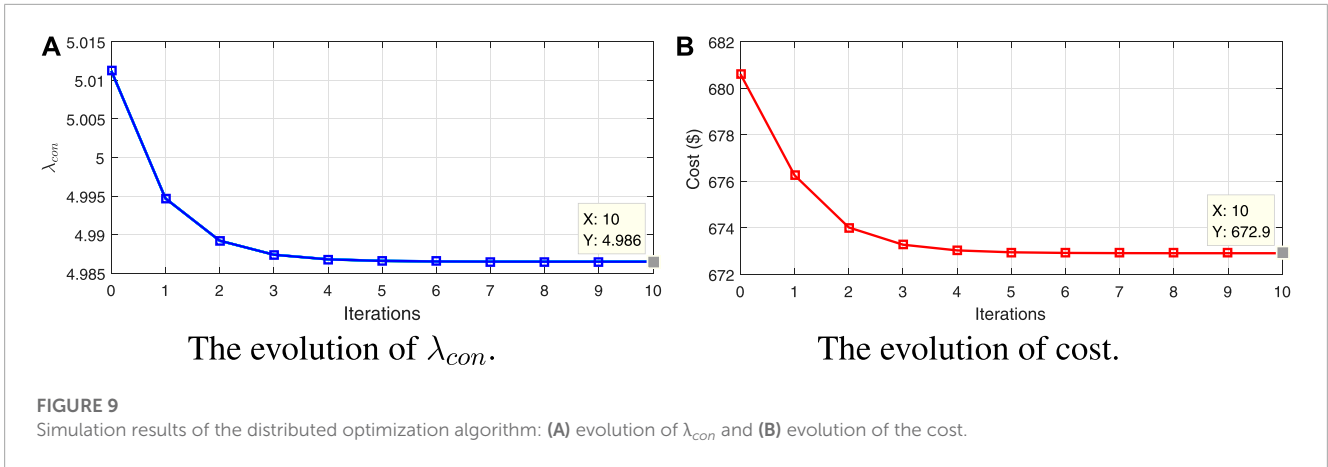 A
5.015
5.01
5.005
5
4.995
4.99
4.985
λcon
X: 10
Y: 4.986
0 1 2 3 4 5 6 7 8 9 10
Iterations
The evolution of λcon.
B
682
680
678
676
674
672
Cost ($)
X: 10
Y: 672.9
0 1 2 3 4 5 6 7 8 9 10
Iterations
The evolution of cost.
FIGURE 9
Simulation results of the distributed optimization algorithm: (A) evolution of λcon and (B) evolution of the cost.